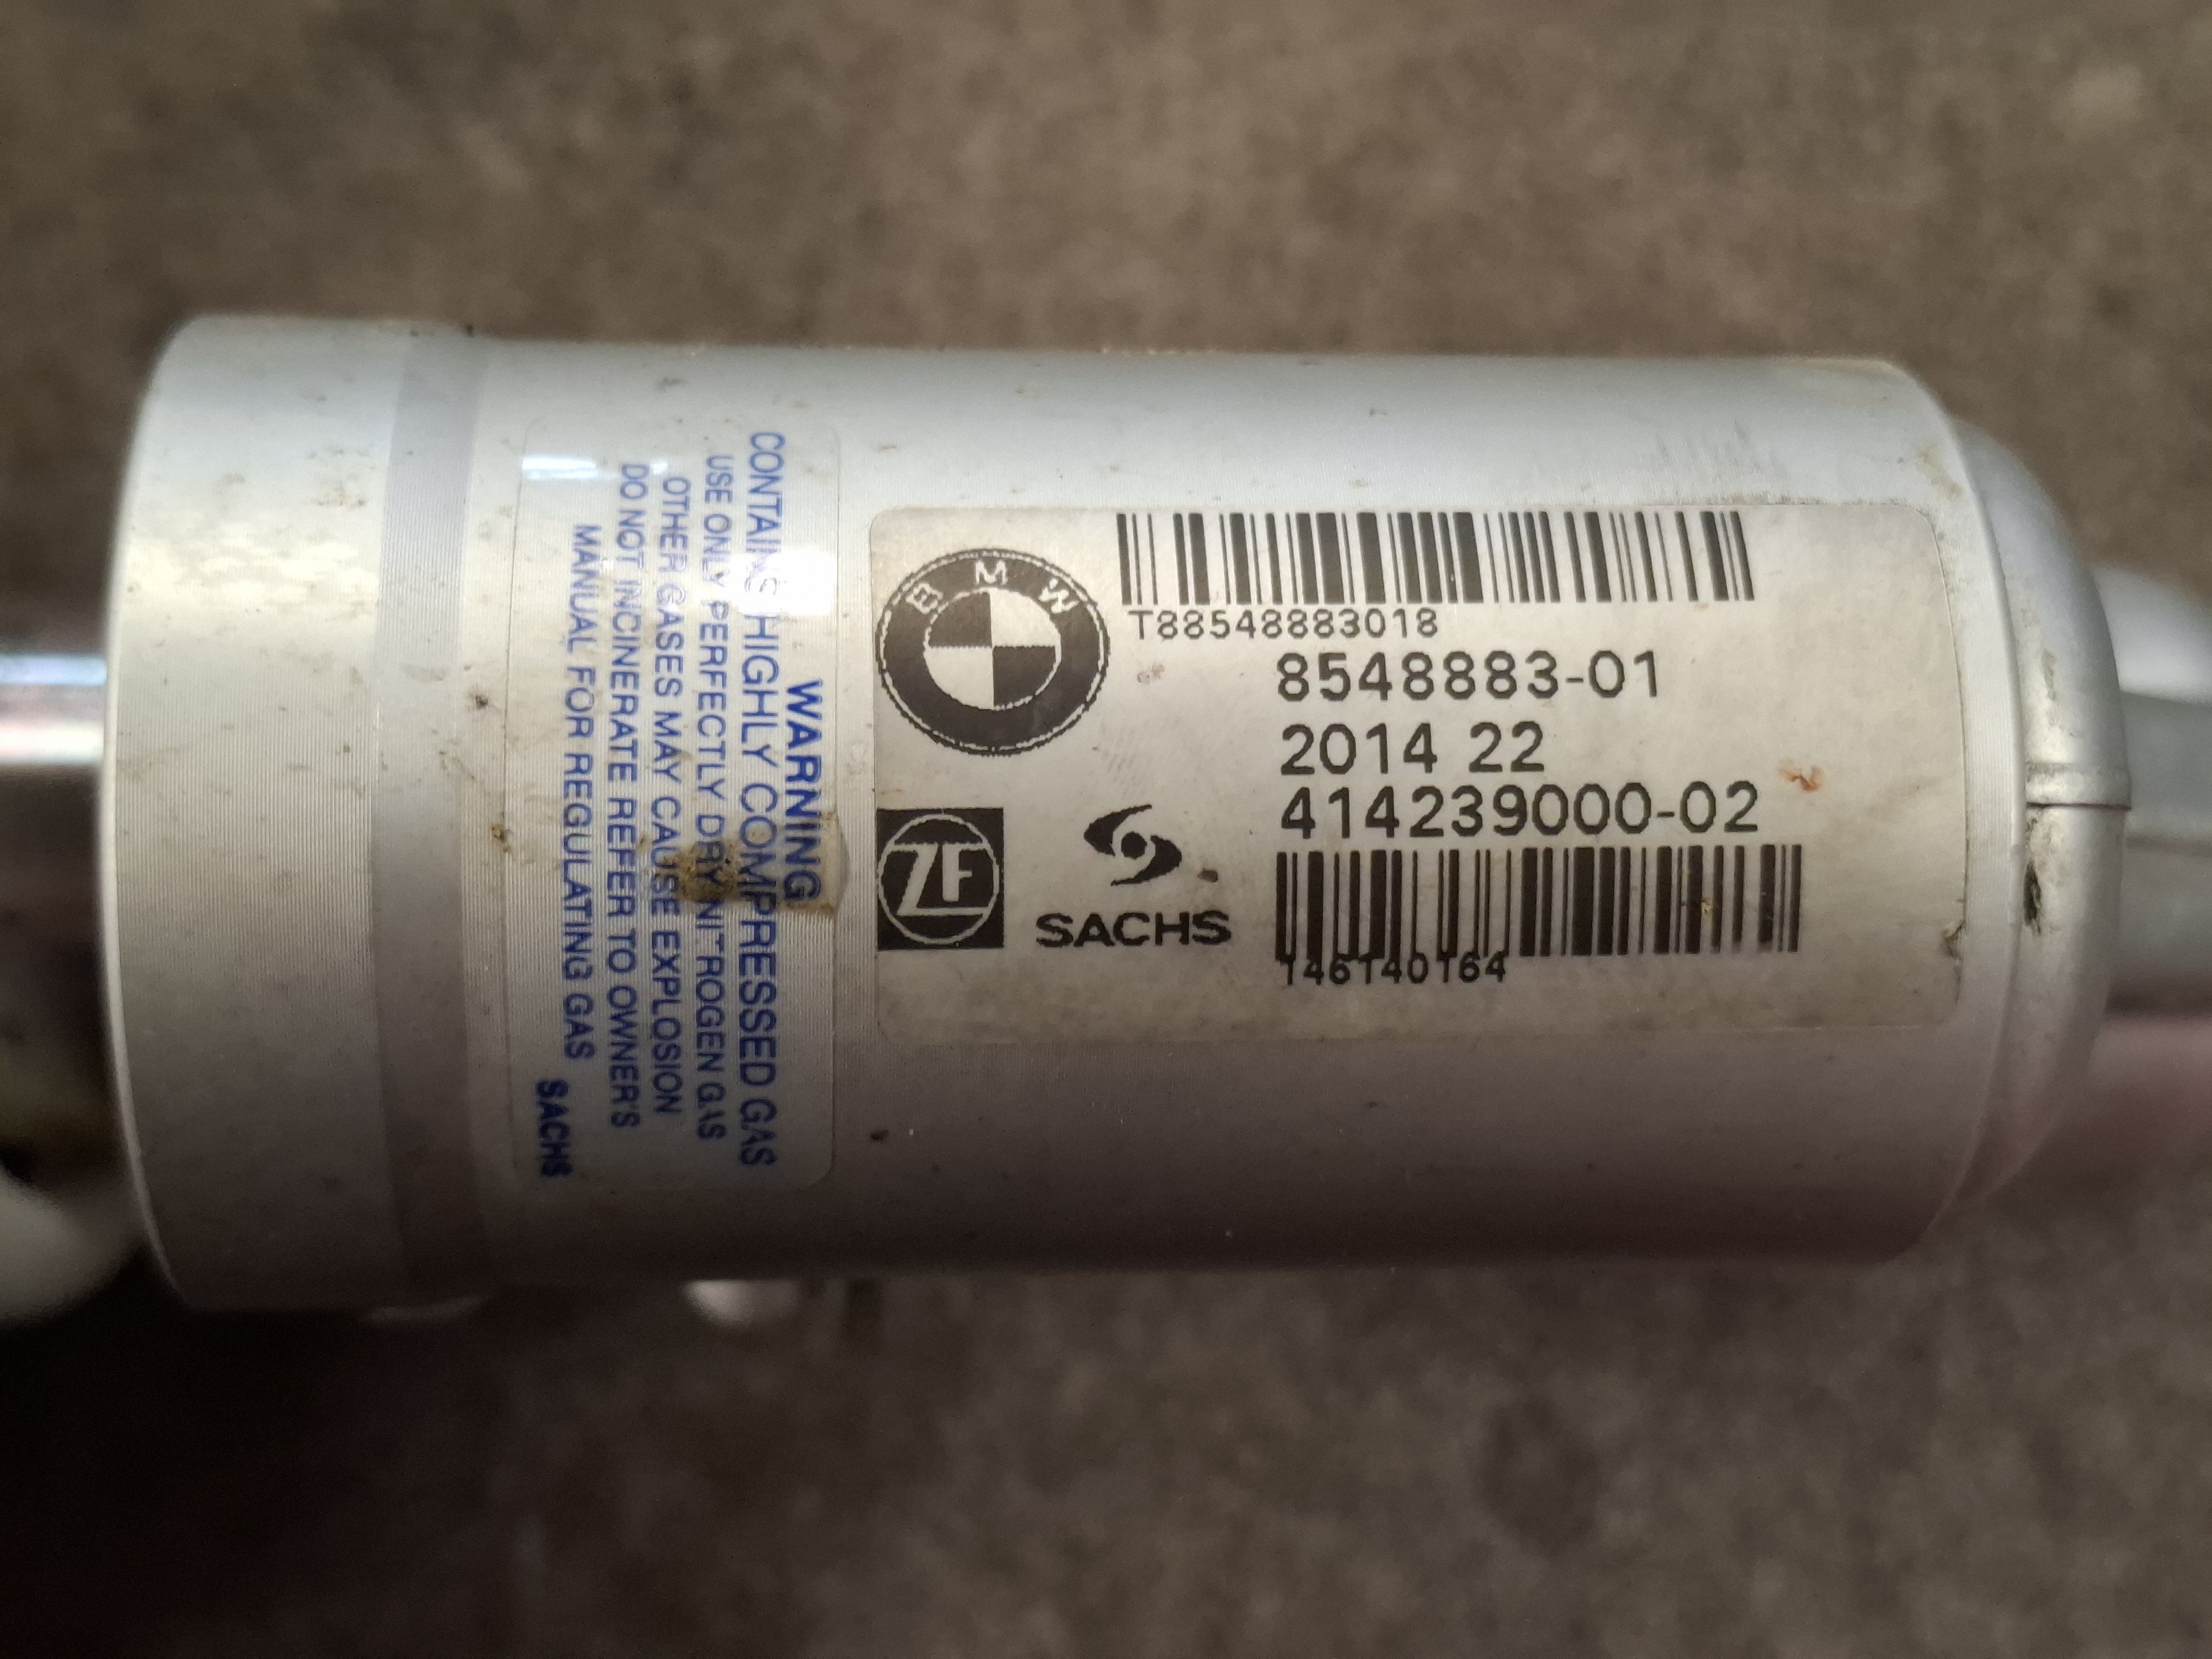 WARNING
CONTAINS HIGHLY COMPRESSED GAS
USE ONLY PERFECTLY DRY NITROGEN GAS
OTHER GASES MAY CAUSE EXPLOSION
DO NOT INCINERATE REFER TO OWNER'S
MANUAL FOR REGULATING GAS
SACHS
BMW
T88548883018
8548883-01
2014 22
414239000-02
ZF
SACHS
146140164